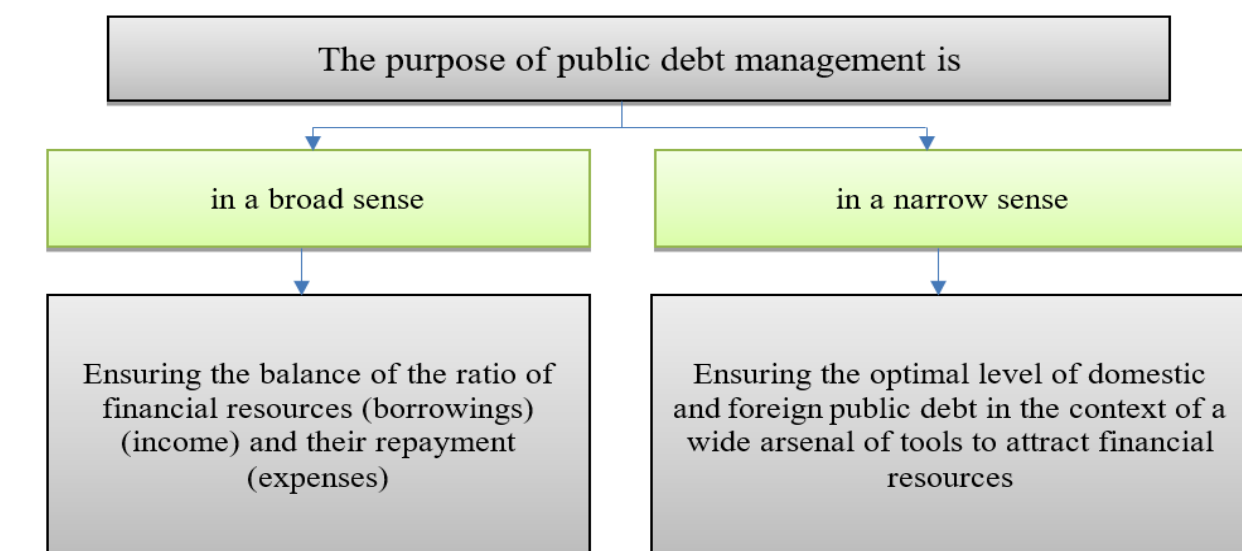 The purpose of public debt management is
in a broad sense
in a narrow sense
Ensuring the balance of the ratio of
financial resources (borrowings)
(income) and their repayment
(expenses)
Ensuring the optimal level of domestic
and foreign public debt in the context of a
wide arsenal of tools to attract financial
resources